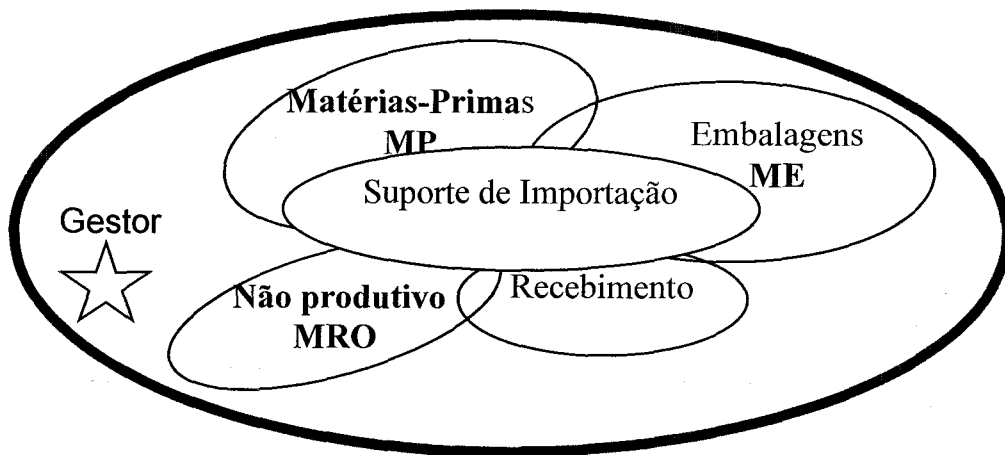 Matérias-Primas
MP
Embalagens
ME
Suporte de Importação
Gestor
Não produtivo
MRO
Recebimento